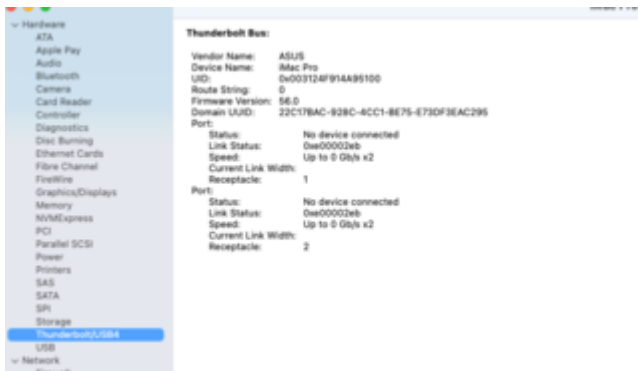 Hardware
ATA
Apple Pay
Audio
Bluetooth
Camera
Card Reader
Controller
Diagnostics
Disc Burning
Ethernet Cards
Fibre Channel
FireWire
Graphics/Displays
Memory
NVMExpress
PCI
Parallel SCSI
Power
Printers
SAS
SATA
SPI
Storage
Thunderbolt/USB4
USB
Network
Thunderbolt Bus:
Vendor Name: ASUS
Device Name: iMac Pro
UID: 0x003124F914A95100
Route String: 0
Firmware Version: 56.0
Domain UUID: 22C17BAC-928C-4CC1-8E75-E73DF3EAC295
Port:
Status: No device connected
Link Status: 0xe00002eb
Speed: Up to 0 Gb/s x2
Current Link Width:
Receptacle: 1
Port:
Status: No device connected
Link Status: 0xe00002eb
Speed: Up to 0 Gb/s x2
Current Link Width:
Receptacle: 2